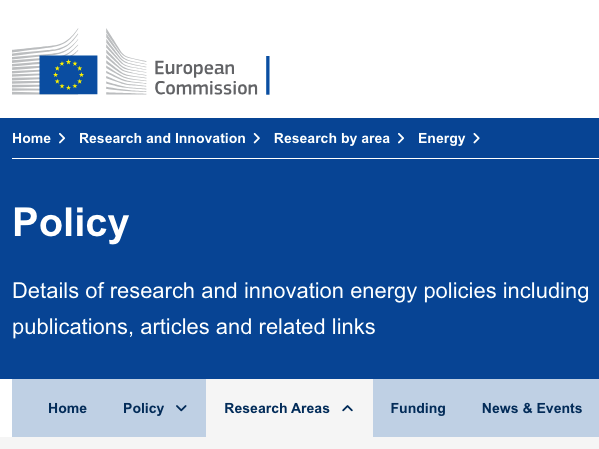 European
Commission
Home Research and Innovation Research by area Energy
Policy
Details of research and innovation energy policies including
publications, articles and related links
Home Policy Research Areas Funding News & Events